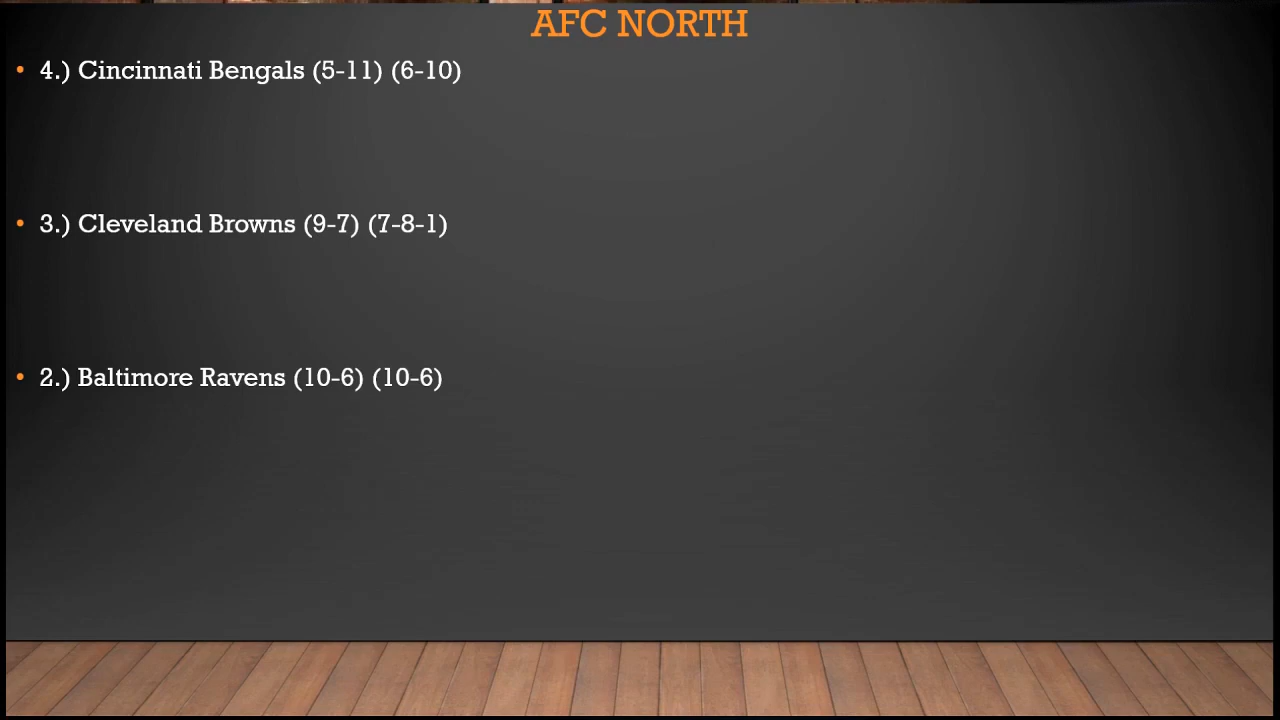 AFC NORTH
• 4.) Cincinnati Bengals (5-11) (6-10)
• 3.) Cleveland Browns (9-7) (7-8-1)
• 2.) Baltimore Ravens (10-6) (10-6)